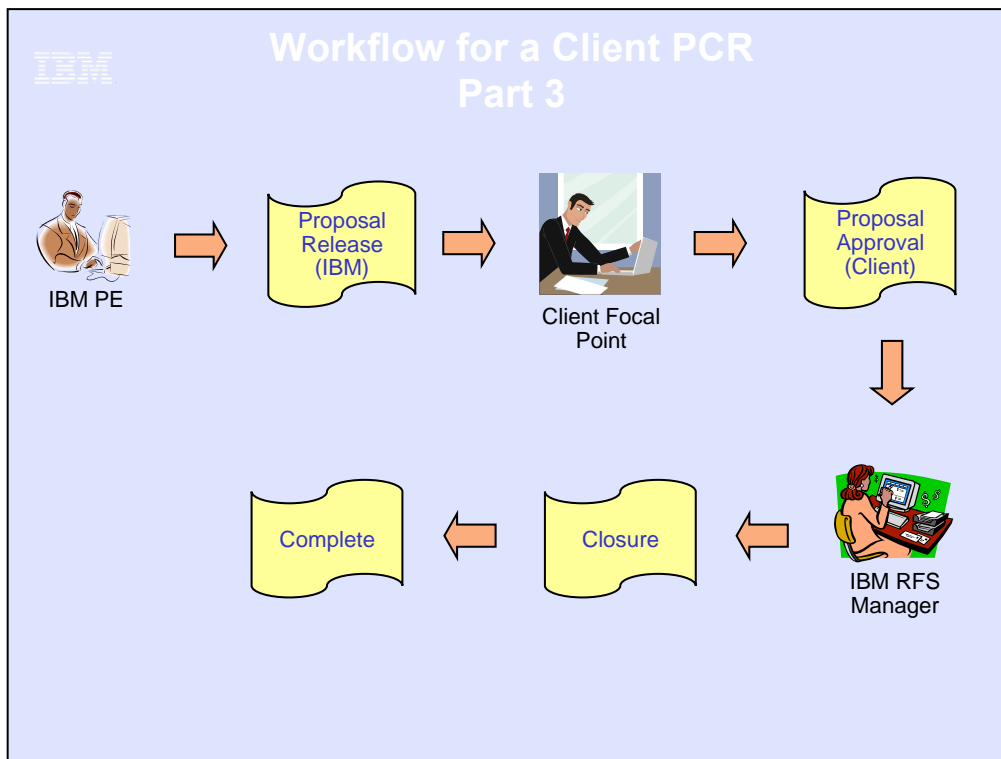 IBM
Workflow for a Client PCR
Part 3
IBM PE
Proposal
Release
(IBM)
Client Focal
Point
Proposal
Approval
(Client)
IBM RFS
Manager
Closure
Complete